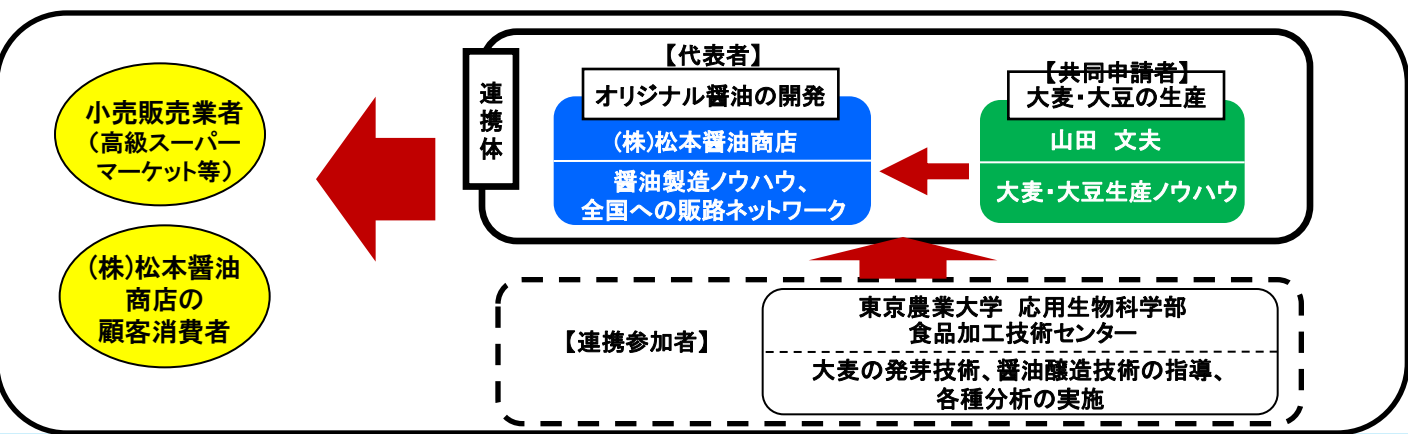 小売販売業者
(高級スーパー
マーケット等)
(株)松本醤油
商店の
顧客消費者
連携体
【代表者】
オリジナル醤油の開発
(株)松本醤油商店
醤油製造ノウハウ、
全国への販路ネットワーク
【共同申請者】
大麦・大豆の生産
山田 文夫
大麦・大豆生産ノウハウ
【連携参加者】
東京農業大学 応用生物科学部
食品加工技術センター
大麦の発芽技術、醤油醸造技術の指導、
各種分析の実施